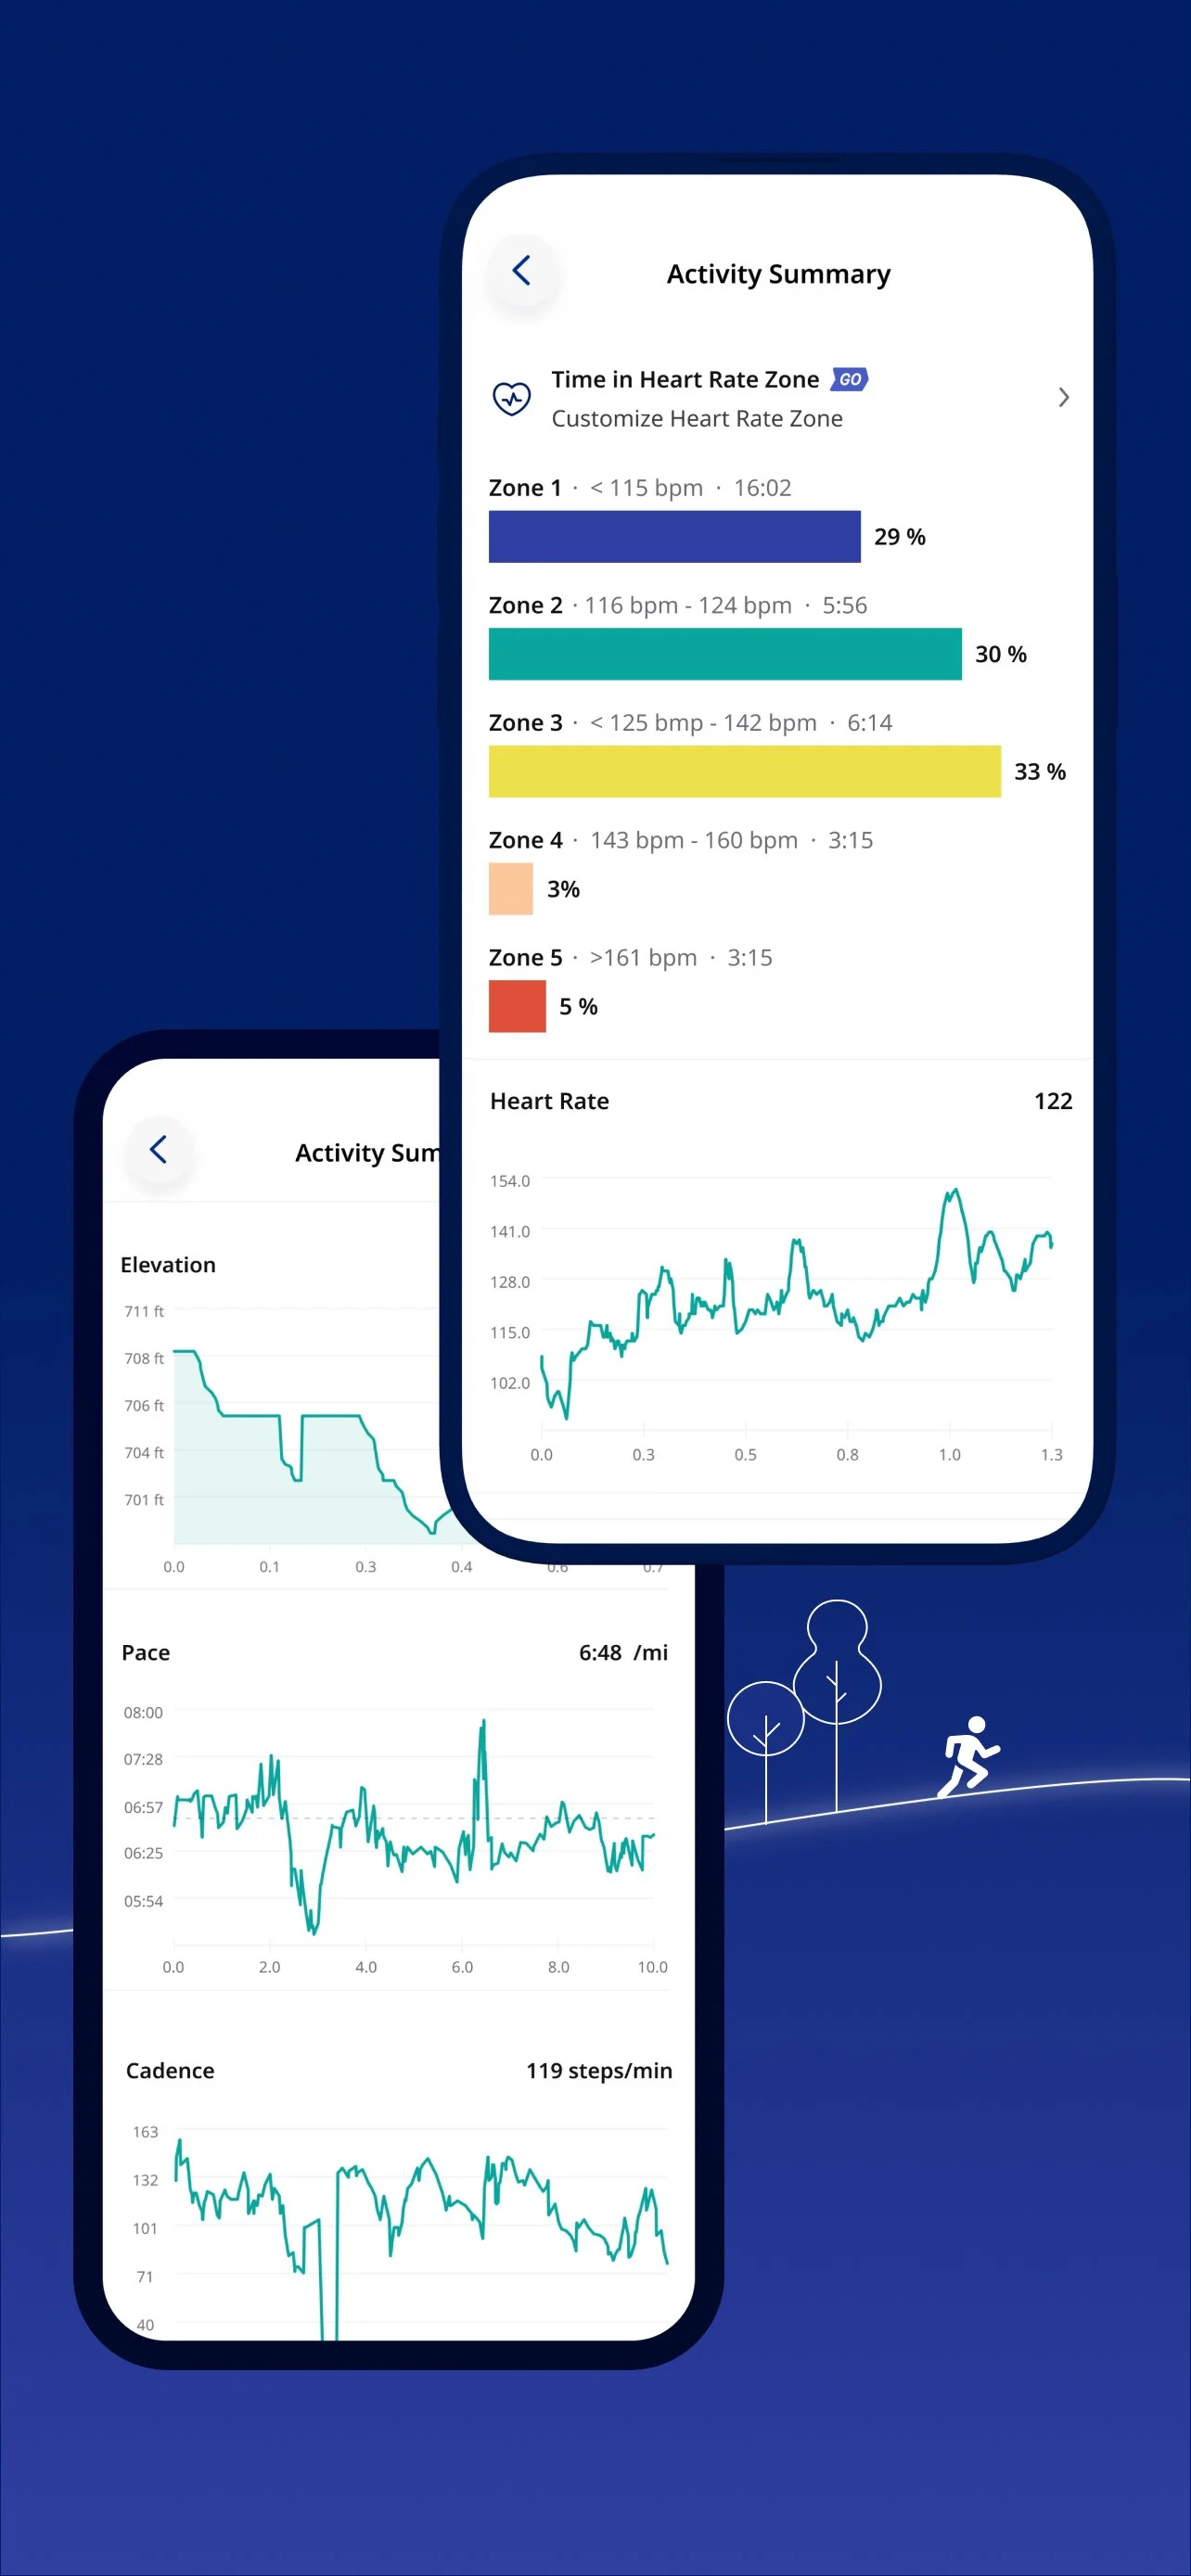 Activity Summary
Time in Heart Rate Zone GO
Customize Heart Rate Zone
Zone 1 · < 115 bpm · 16:02
29 %
Zone 2 · 116 bpm - 124 bpm · 5:56
30 %
Zone 3 · < 125 bmp - 142 bpm · 6:14
33 %
Zone 4 · 143 bpm - 160 bpm · 3:15
3%
Zone 5 · >161 bpm · 3:15
5 %
Heart Rate 122
154.0
141.0
128.0
115.0
102.0
0.0 0.3 0.5 0.8 1.0 1.3
Activity Sum
Elevation
711 ft
708 ft
706 ft
704 ft
701 ft
0.0 0.1 0.3 0.4 0.6 0.7
Pace 6:48 /mi
08:00
07:28
06:57
06:25
05:54
0.0 2.0 4.0 6.0 8.0 10.0
Cadence 119 steps/min
163
132
101
71
40